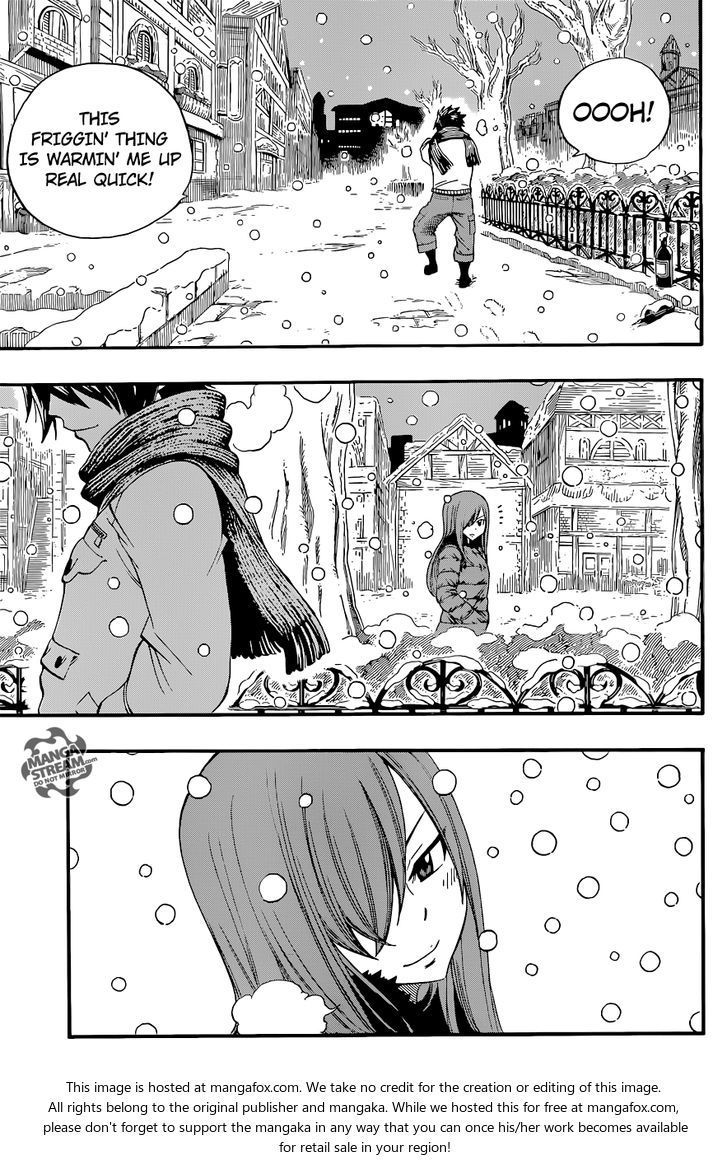 OOOH!
THIS
FRIGGIN' THING
IS WARMIN' ME UP
REAL QUICK!
MANGA
STREAM.com
DO NOT MIRROR
This image is hosted at mangafox.com. We take no credit for the creation or editing of this image.
All rights belong to the original publisher and mangaka. While we hosted this for free at mangafox.com,
please don't forget to support the mangaka in any way that you can once his/her work becomes available
for retail sale in your region!